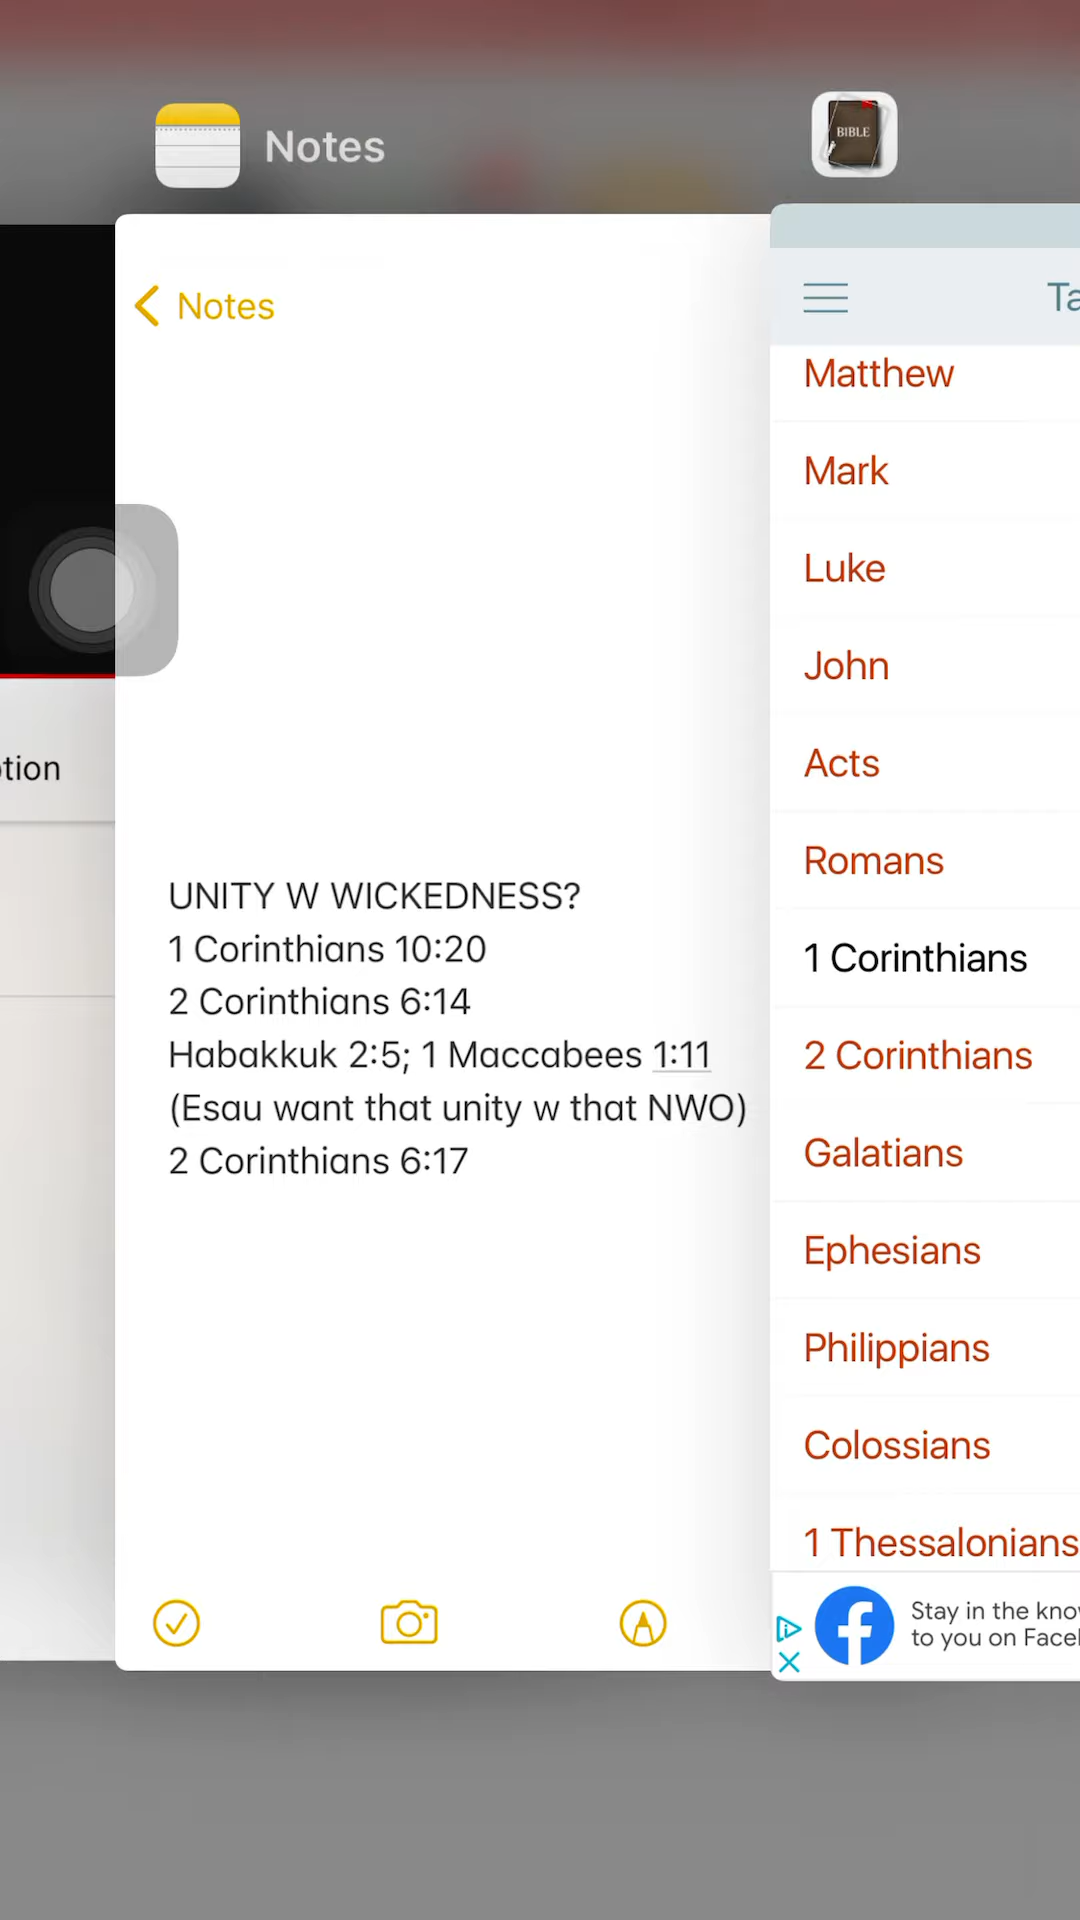 Notes
BIBLE
Notes
UNITY W WICKEDNESS?
1 Corinthians 10:20
2 Corinthians 6:14
Habakkuk 2:5; 1 Maccabees 1:11
(Esau want that unity w that NWO)
2 Corinthians 6:17
tion
Ta
Matthew
Mark
Luke
John
Acts
Romans
1 Corinthians
2 Corinthians
Galatians
Ephesians
Philippians
Colossians
1 Thessalonians
Stay in the kno
to you on Face